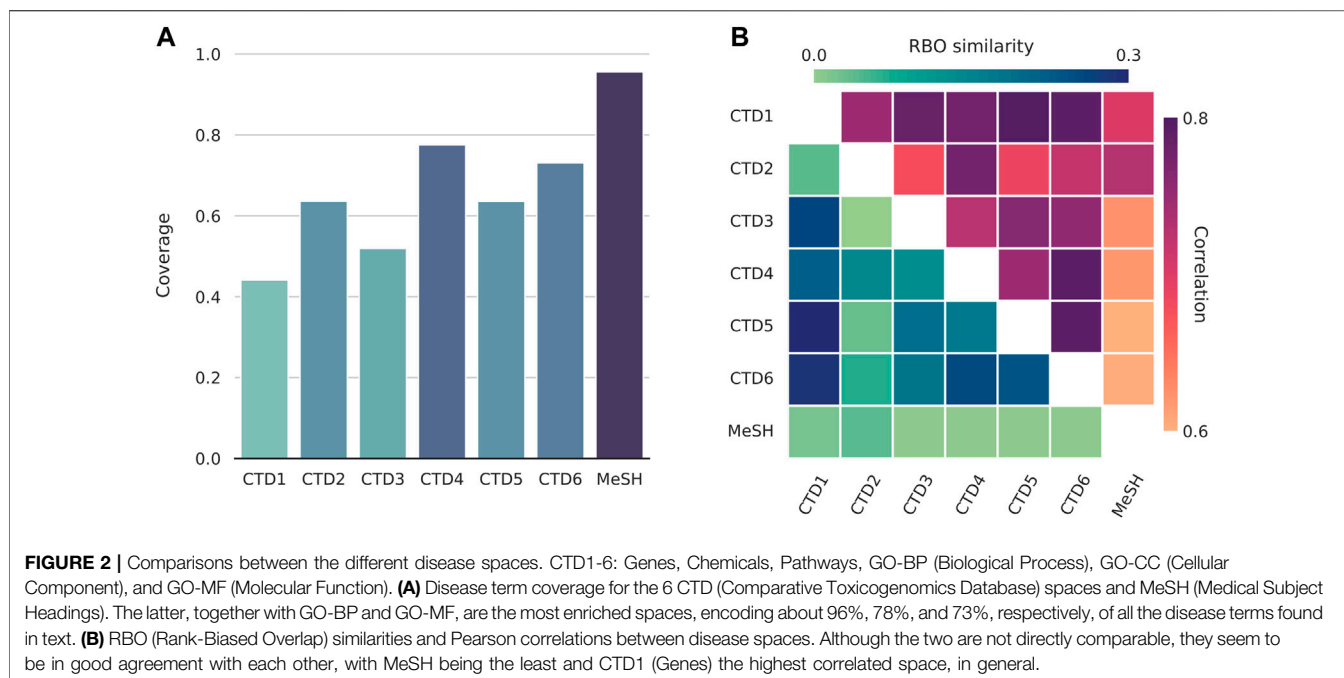 A
1.0
0.8
0.6
0.4
0.2
0.0
Coverage
CTD1 CTD2 CTD3 CTD4 CTD5 CTD6 MeSH
B
RBO similarity
0.0 0.3
CTD1
CTD2
CTD3
CTD4
CTD5
CTD6
MeSH
CTD1 CTD2 CTD3 CTD4 CTD5 CTD6 MeSH
0.8
Correlation
0.6
FIGURE 2 | Comparisons between the different disease spaces. CTD1-6: Genes, Chemicals, Pathways, GO-BP (Biological Process), GO-CC (Cellular
Component), and GO-MF (Molecular Function). (A) Disease term coverage for the 6 CTD (Comparative Toxicogenomics Database) spaces and MeSH (Medical Subject
Headings). The latter, together with GO-BP and GO-MF, are the most enriched spaces, encoding about 96%, 78%, and 73%, respectively, of all the disease terms found
in text. (B) RBO (Rank-Biased Overlap) similarities and Pearson correlations between disease spaces. Although the two are not directly comparable, they seem to
be in good agreement with each other, with MeSH being the least and CTD1 (Genes) the highest correlated space, in general.